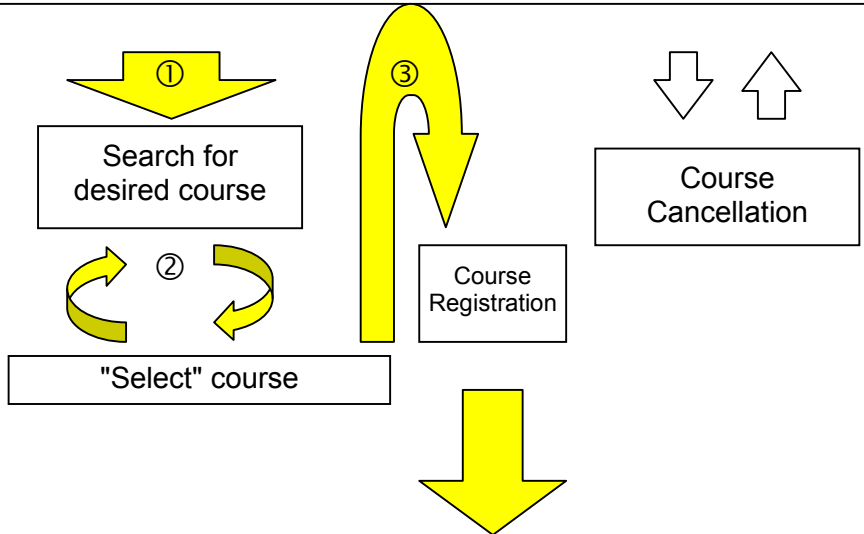 ①
Search for
desired course
②
"Select" course
③
Course
Registration
Course
Cancellation